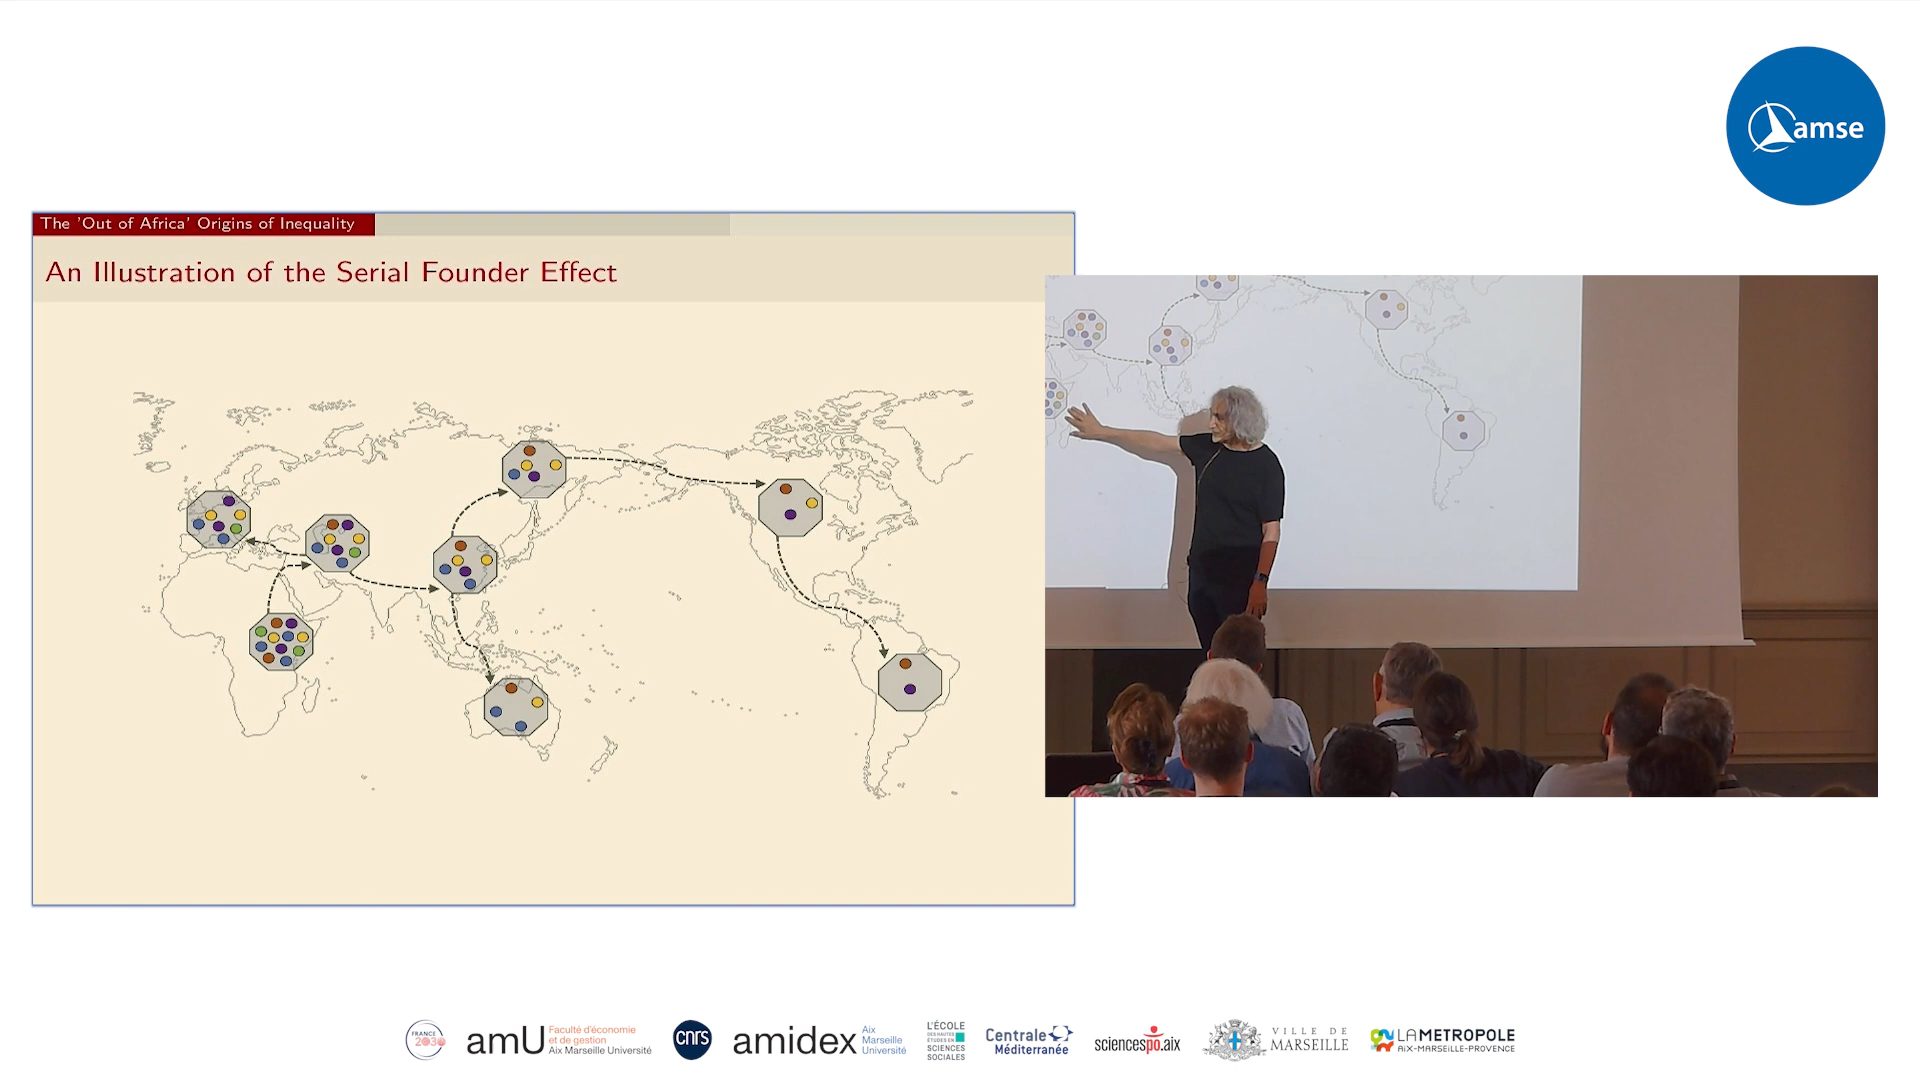 amse
The 'Out of Africa' Origins of Inequality
An Illustration of the Serial Founder Effect
FRANCE
2030
amU
Faculté d'économie
et de gestion
Aix Marseille Université
cnrs
amidex
Aix
Marseille
Université
L'ÉCOLE
DES HAUTES
ÉTUDES EN
SCIENCES
SOCIALES
Centrale
Méditerranée
sciencespo.aix
VILLE DE
MARSEILLE
LAMETROPOLE
AIX-MARSEILLE-PROVENCE